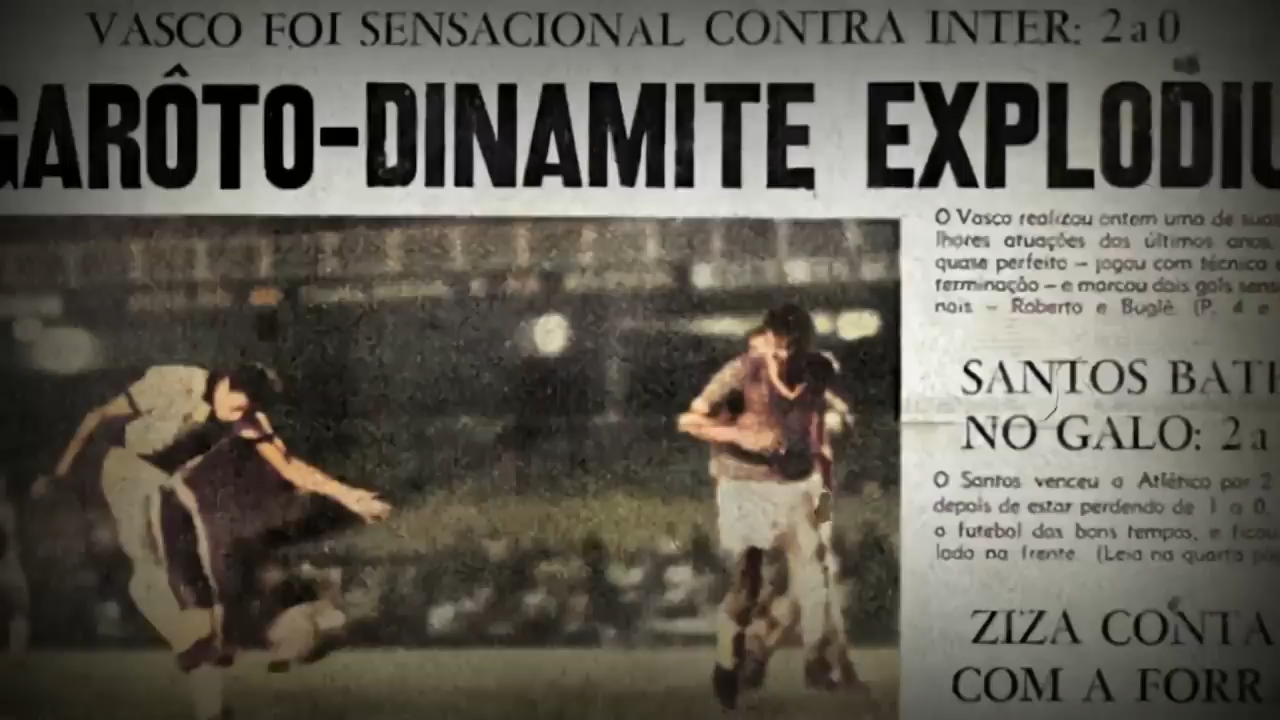 VASCO FOI SENSACIONAL CONTRA INTER: 2 a 0
GARÔTO-DINAMITE EXPLODIU
O Vasco realizou ontem uma de suas
lhores atuações dos últimos anos,
quase perfeito – jogou com técnica e
terminação – e marcou dois gols sens
nais – Roberto e Buglê. (P. 4 e
SANTOS BATE
NO GALO: 2 a
O Santos venceu o Atlético por 2
depois de estar perdendo de 1 a 0.
o futebol dos bons tempos, e ficou
lado na frente. (Leia na quarta pág
ZIZA CONTA
COM A FORR